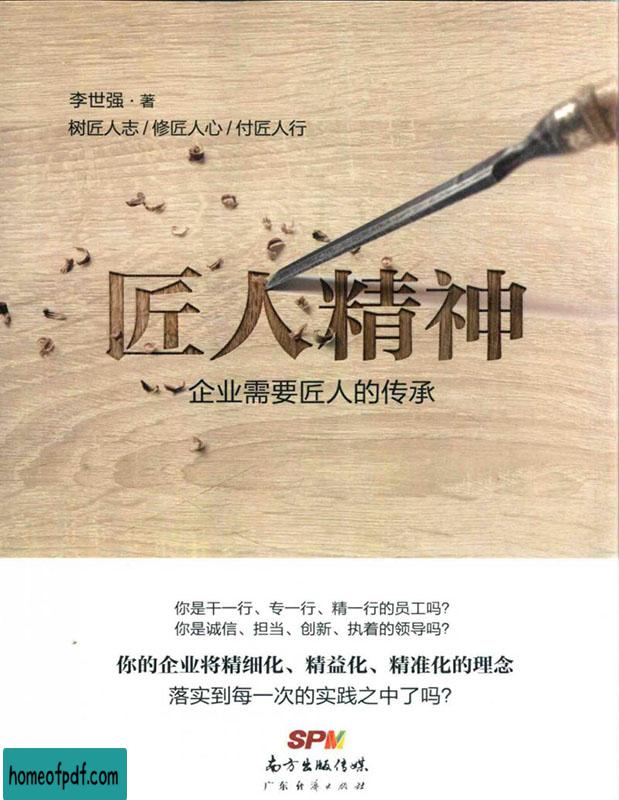 李世强·著
树匠人志/修匠人心/付匠人行
匠人精神
企业需要匠人的传承
你是干一行、专一行、精一行的员工吗?
你是诚信、担当、创新、执着的领导吗?
你的企业将精细化、精益化、精准化的理念
落实到每一次的实践之中了吗?
SPM
南方出版传媒
广东经济出版社
homeofpdf.com